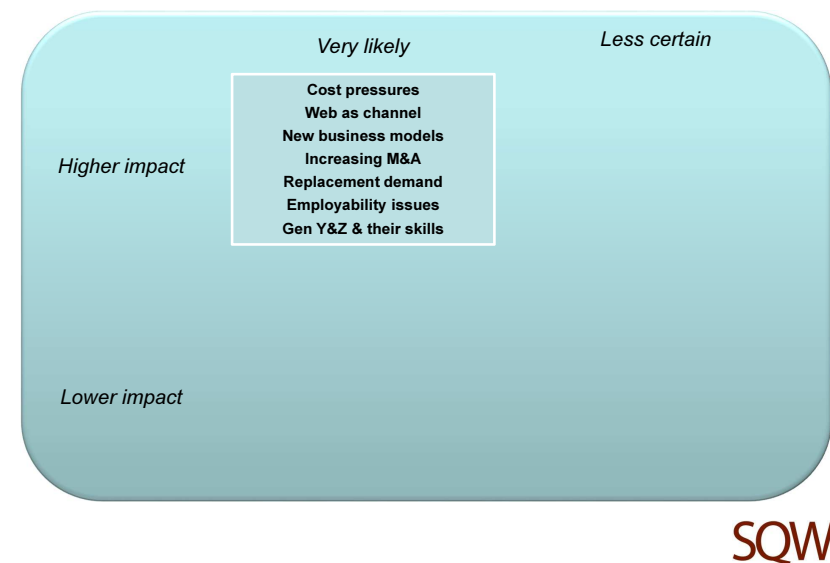 Very likely
Less certain
Higher impact
Cost pressures
Web as channel
New business models
Increasing M&A
Replacement demand
Employability issues
Gen Y&Z & their skills
Lower impact
SQW